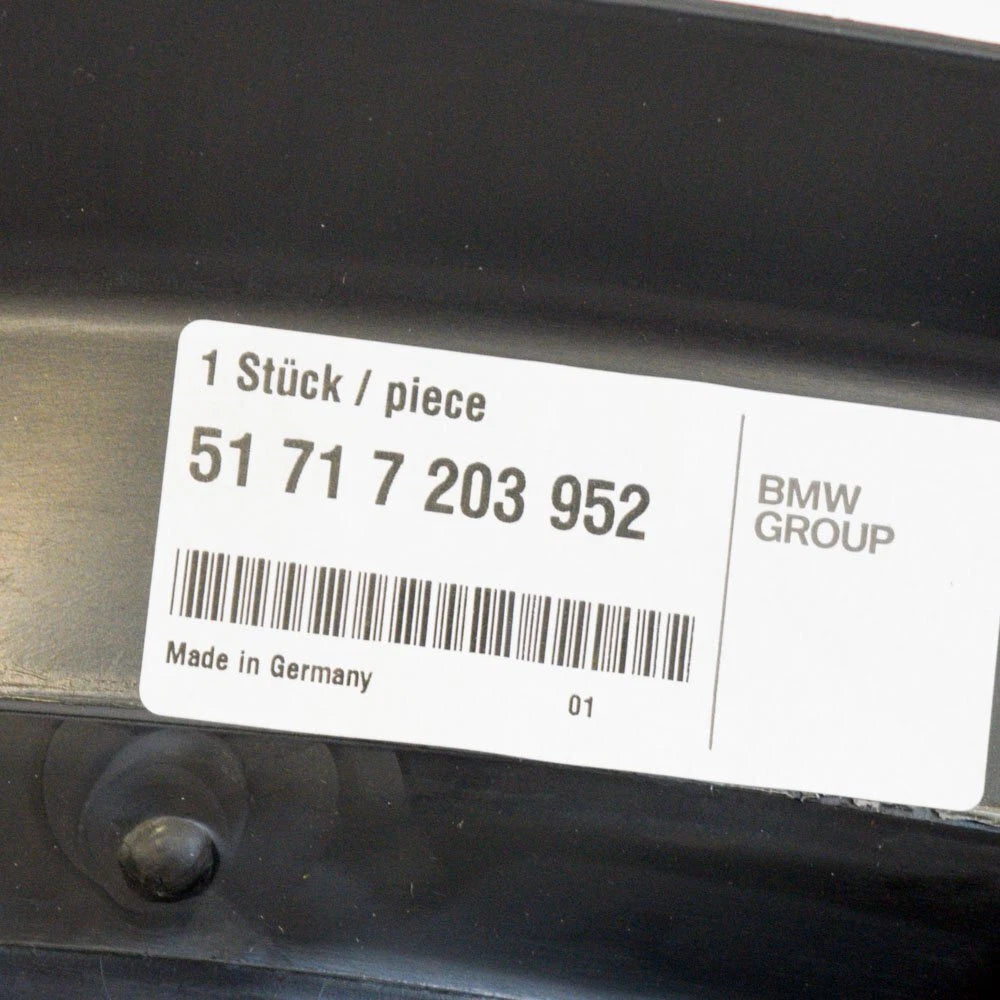 1 Stück / piece
51 71 7 203 952
Made in Germany
01
BMW
GROUP